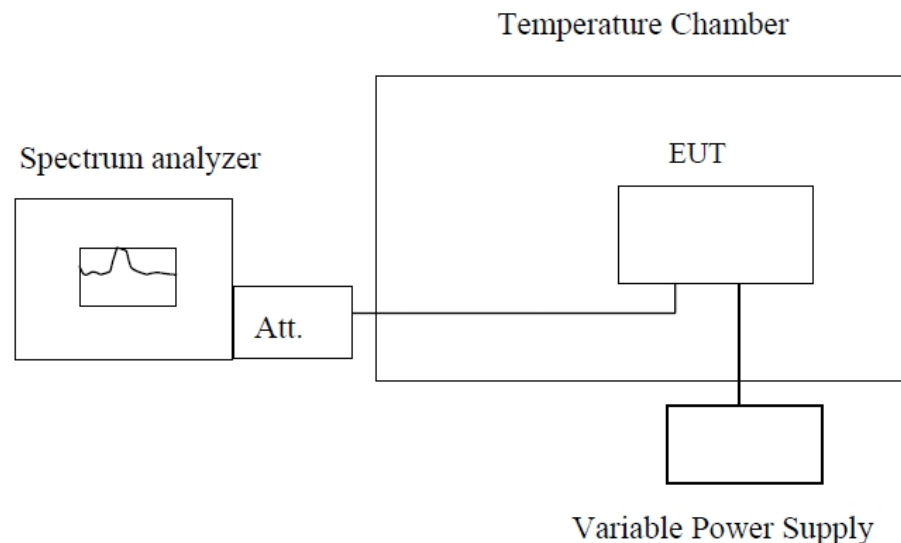 Temperature Chamber
Spectrum analyzer
EUT
Att.
Variable Power Supply